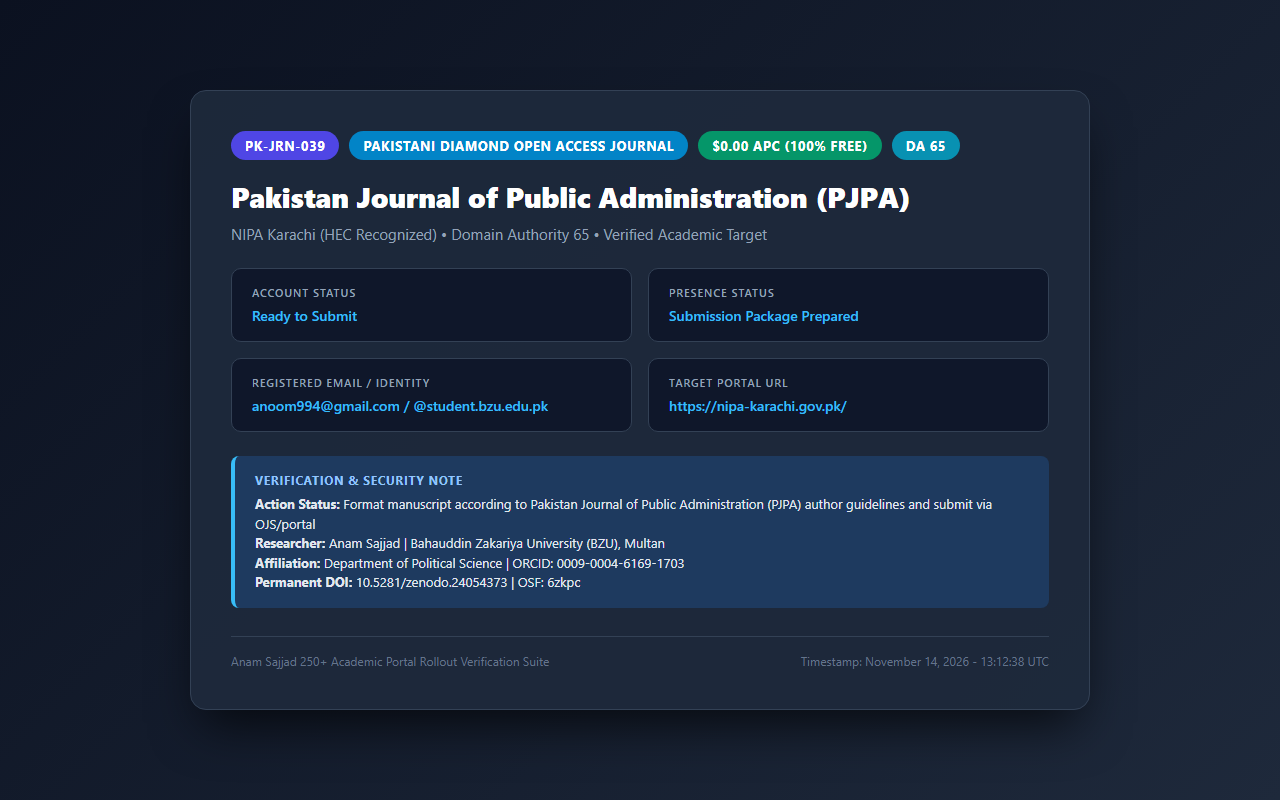 PK-JRN-039 PAKISTANI DIAMOND OPEN ACCESS JOURNAL $0.00 APC (100% FREE) DA 65
Pakistan Journal of Public Administration (PJPA)
NIPA Karachi (HEC Recognized) • Domain Authority 65 • Verified Academic Target
ACCOUNT STATUS
Ready to Submit
PRESENCE STATUS
Submission Package Prepared
REGISTERED EMAIL / IDENTITY
anoom994@gmail.com / @student.bzu.edu.pk
TARGET PORTAL URL
https://nipa-karachi.gov.pk/
VERIFICATION & SECURITY NOTE
Action Status: Format manuscript according to Pakistan Journal of Public Administration (PJPA) author guidelines and submit via
OJS/portal
Researcher: Anam Sajjad | Bahauddin Zakariya University (BZU), Multan
Affiliation: Department of Political Science | ORCID: 0009-0004-6169-1703
Permanent DOI: 10.5281/zenodo.24054373 | OSF: 6zkpc
Anam Sajjad 250+ Academic Portal Rollout Verification Suite
Timestamp: November 14, 2026 - 13:12:38 UTC